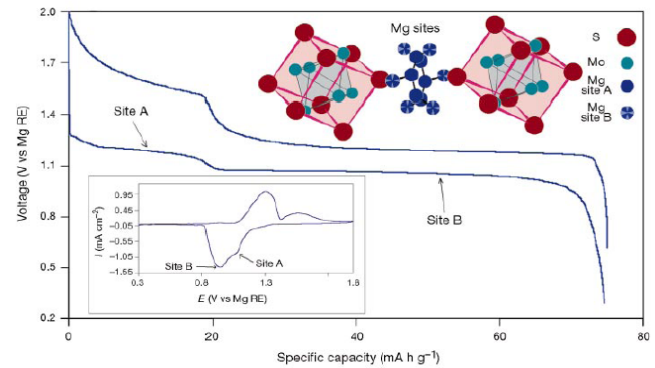 2.0
1.7
1.4
1.1
0.8
0.5
0.2
Voltage (V vs Mg RE)
0
20
40
60
80
Specific capacity (mA h g⁻¹)
Site A
Site B
Mg sites
S
Mo
Mg
site A
Mg
site B
0.95
0.45
-0.05
-0.55
-1.05
-1.55
I (mA cm⁻²)
Site B
Site A
0.3
0.8
1.3
1.8
E (V vs Mg RE)